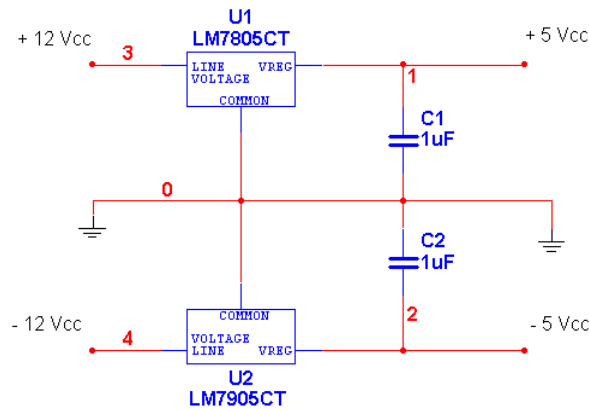 U1
LM7805CT
+ 12 Vcc
3
LINE VREG
VOLTAGE
COMMON
1
+ 5 Vcc
C1
1uF
0
C2
1uF
COMMON
VOLTAGE
LINE VREG
- 12 Vcc
4
2
- 5 Vcc
U2
LM7905CT